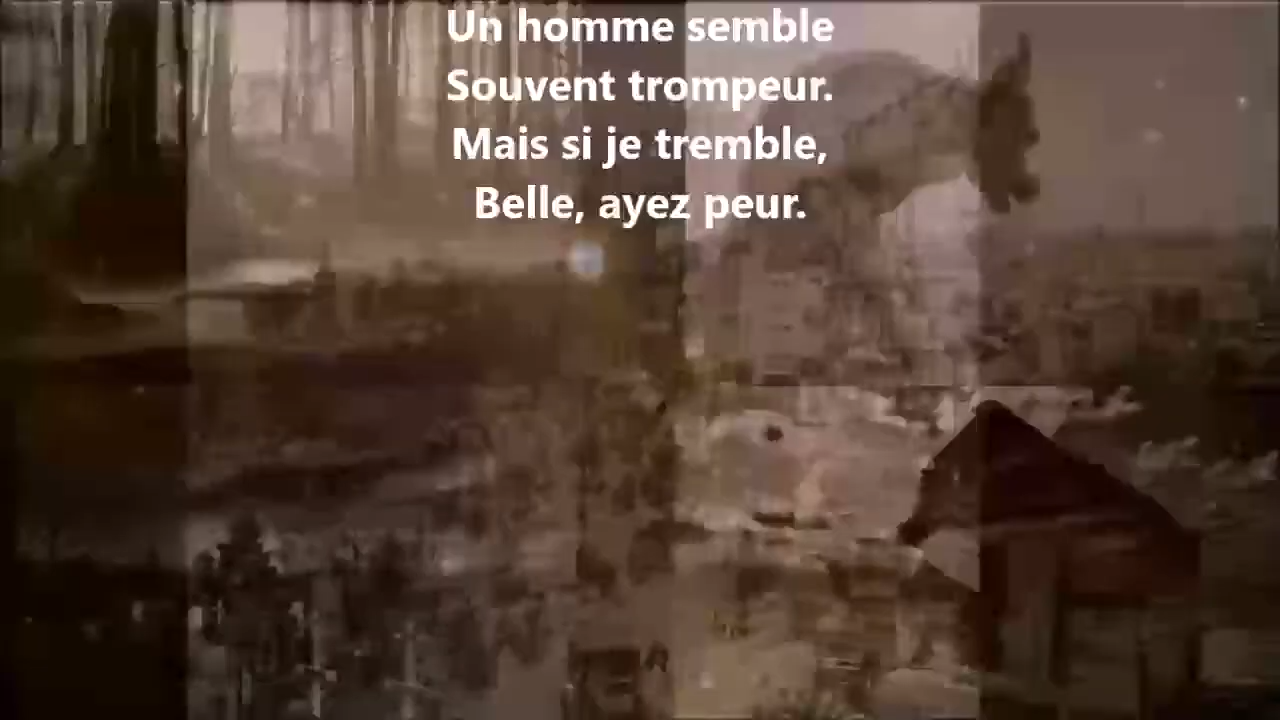 Un homme semble
Souvent trompeur.
Mais si je tremble,
Belle, ayez peur.